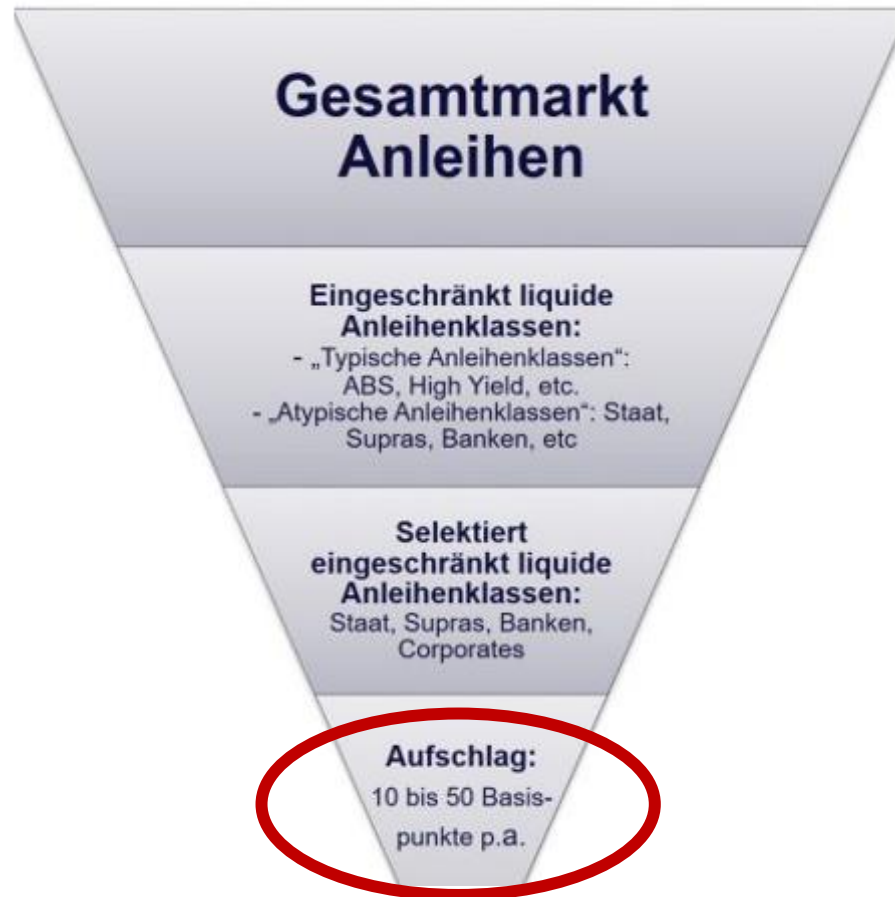 Gesamtmarkt
Anleihen
Eingeschränkt liquide
Anleihenklassen:
- „Typische Anleihenklassen“:
ABS, High Yield, etc.
- „Atypische Anleihenklassen“: Staat,
Supras, Banken, etc
Selektiert
eingeschränkt liquide
Anleihenklassen:
Staat, Supras, Banken,
Corporates
Aufschlag:
10 bis 50 Basis-
punkte p.a.